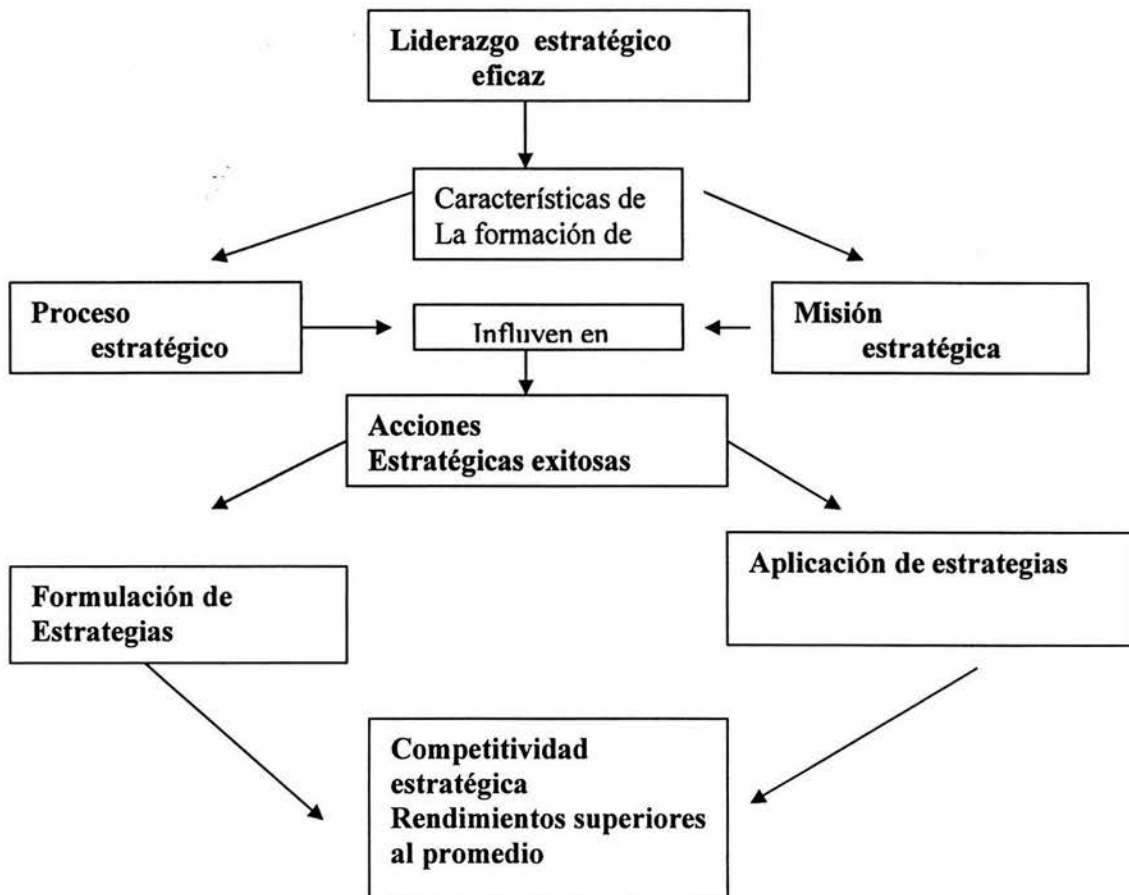 Liderazgo estratégico
eficaz
Características de
La formación de
Proceso
estratégico
Influyen en
Misión
estratégica
Acciones
Estratégicas exitosas
Formulación de
Estrategias
Aplicación de estrategias
Competitividad
estratégica
Rendimientos superiores
al promedio